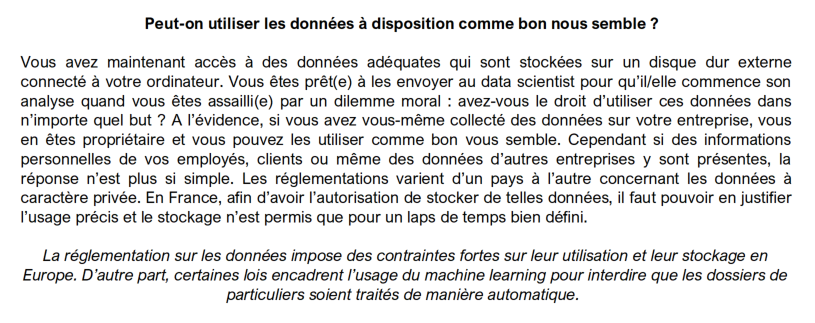 Peut-on utiliser les données à disposition comme bon nous semble ?
Vous avez maintenant accès à des données adéquates qui sont stockées sur un disque dur externe
connecté à votre ordinateur. Vous êtes prêt(e) à les envoyer au data scientist pour qu'il/elle commence son
analyse quand vous êtes assailli(e) par un dilemme moral : avez-vous le droit d'utiliser ces données dans
n'importe quel but ? A l'évidence, si vous avez vous-même collecté des données sur votre entreprise, vous
en êtes propriétaire et vous pouvez les utiliser comme bon vous semble. Cependant si des informations
personnelles de vos employés, clients ou même des données d'autres entreprises y sont présentes, la
réponse n'est plus si simple. Les réglementations varient d'un pays à l'autre concernant les données à
caractère privée. En France, afin d'avoir l'autorisation de stocker de telles données, il faut pouvoir en justifier
l'usage précis et le stockage n'est permis que pour un laps de temps bien défini.
La réglementation sur les données impose des contraintes fortes sur leur utilisation et leur stockage en
Europe. D'autre part, certaines lois encadrent l'usage du machine learning pour interdire que les dossiers de
particuliers soient traités de manière automatique.